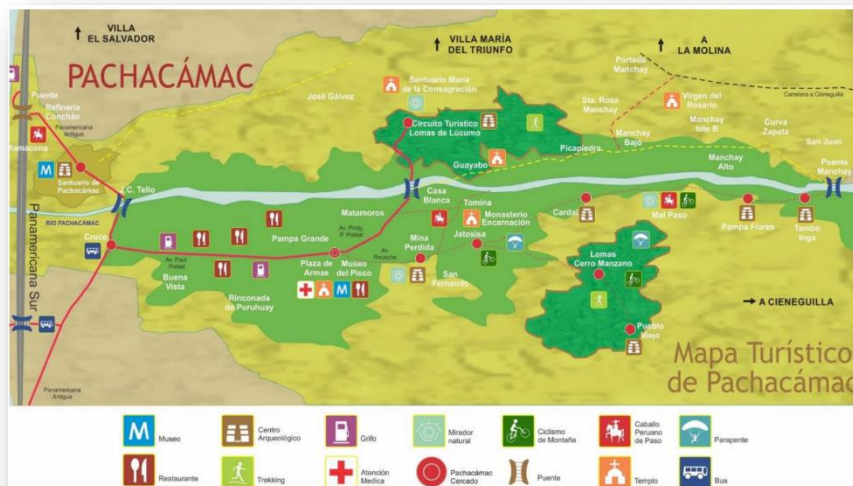 VILLA
EL SALVADOR
VILLA MARÍA
DEL TRIUNFO
A
LA MOLINA
PACHACÁMAC
Puente
Refinería
Conchán
Panamericana
Antigua
Mamacona
Santuario de
Pachacámac
C. Tello
RÍO PACHACÁMAC
Panamericana Sur
Cruce
José Gálvez
Santuario María
de la Consagración
Circuito Turístico
Lomas de Lúcumo
Guayabo
Picapiedra
Portada
Manchay
Carretera a Cieneguilla
Sta. Rosa
Manchay
Virgen del
Rosario
Manchay
Bajo
Manchay
lote B
Curva
Zapata
San Juan
Manchay
Alto
Puente
Manchay
Casa
Blanca
Matamoros
Tomina
Monasterio
Encarnación
Cardal
Mal Paso
Pampa Flores
Tambo
Inga
Av. Paul
Poblet
Pampa Grande
Plaza de
Armas
Museo
del Pisco
Mina
Perdida
Jatosisa
San
Fernando
Buena
Vista
Rinconada
de Puruhuay
Lomas
Cerro Manzano
Pueblo
Viejo
A CIENEGUILLA
Panamericana
Antigua
Mapa Turístico
de Pachacámac
M Museo
Centro
Arqueológico
Grifo
Mirador
natural
Ciclismo
de Montaña
Caballo
Peruano
de Paso
Parapente
Restaurante
Trekking
Atención
Medica
Pachacámac
Cercado
Puente
Templo
Bus